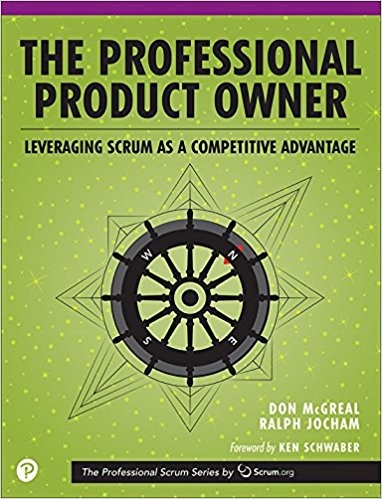 THE PROFESSIONAL
PRODUCT OWNER
LEVERAGING SCRUM AS A COMPETITIVE ADVANTAGE
N
W
E
S
DON McGREAL
RALPH JOCHAM
Foreword by KEN SCHWABER
P
The Professional Scrum Series by Scrum.org